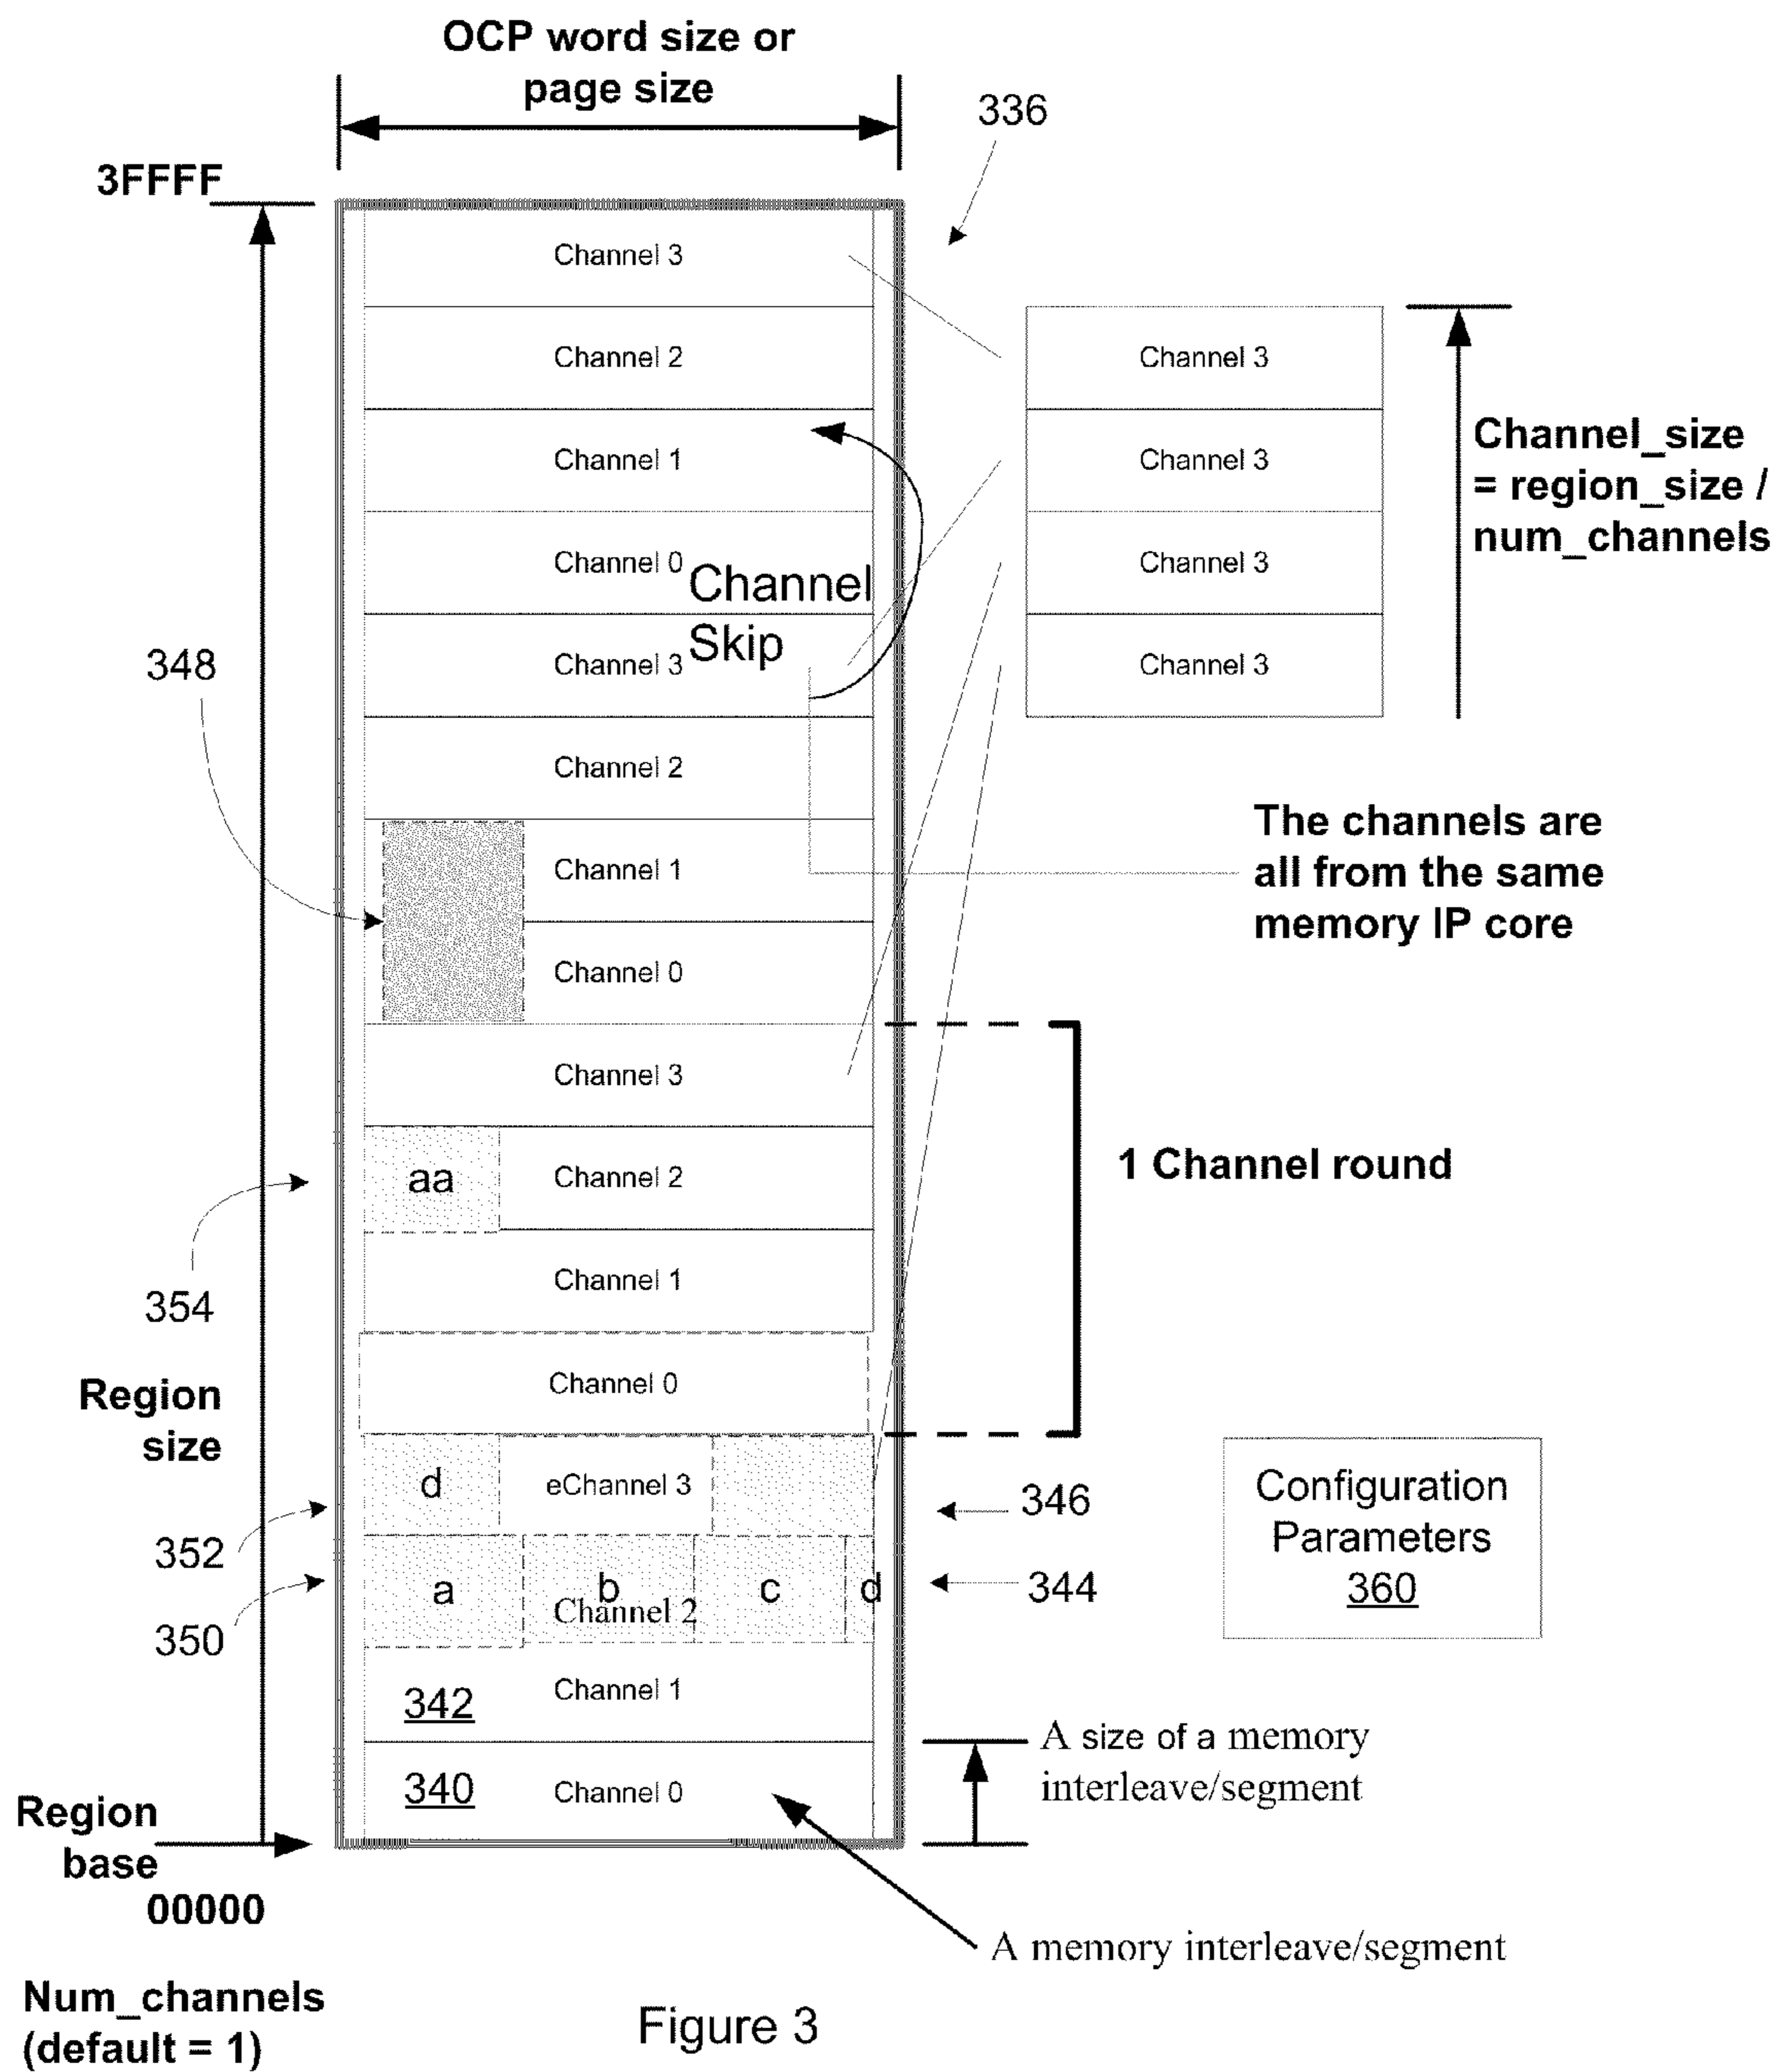 OCP word size or
page size
336
3FFFF
Channel 3
Channel 2
Channel 1
Channel 0
Channel
Skip
Channel 3
Channel 2
Channel 1
Channel 0
Channel 3
aa
Channel 2
Channel 1
Channel 0
d
eChannel 3
a
b
c
d
Channel 2
342
Channel 1
340
Channel 0
Channel 3
Channel 3
Channel 3
Channel 3
Channel_size
= region_size /
num_channels
348
The channels are
all from the same
memory IP core
1 Channel round
354
Region
size
352
350
346
344
Configuration
Parameters
360
A size of a memory
interleave/segment
Region
base
00000
A memory interleave/segment
Num_channels
(default = 1)
Figure 3